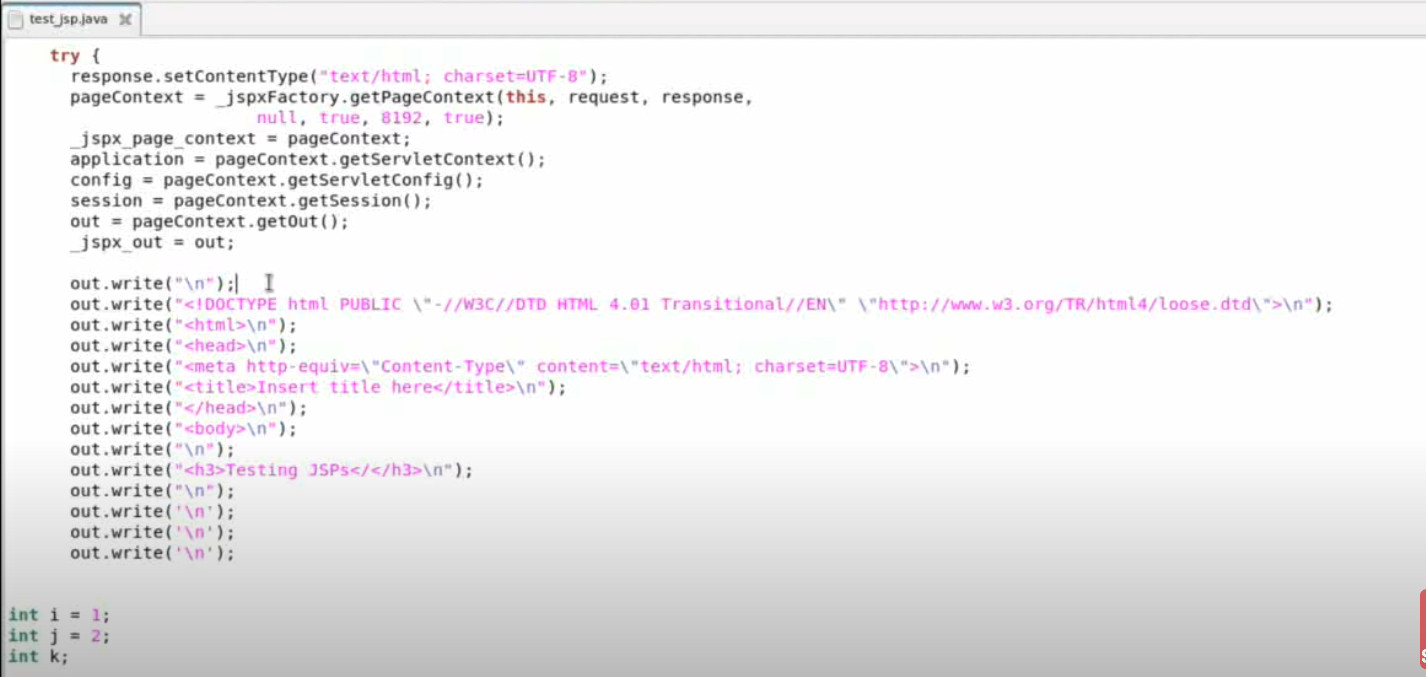 test_jsp.java
try {
response.setContentType("text/html; charset=UTF-8");
pageContext = _jspxFactory.getPageContext(this, request, response,
null, true, 8192, true);
_jspx_page_context = pageContext;
application = pageContext.getServletContext();
config = pageContext.getServletConfig();
session = pageContext.getSession();
out = pageContext.getOut();
_jspx_out = out;
out.write("\n");
out.write("<!DOCTYPE html PUBLIC \"-//W3C//DTD HTML 4.01 Transitional//EN\" \"http://www.w3.org/TR/html4/loose.dtd\">\n");
out.write("<html>\n");
out.write("<head>\n");
out.write("<meta http-equiv=\"Content-Type\" content=\"text/html; charset=UTF-8\">\n");
out.write("<title>Insert title here</title>\n");
out.write("</head>\n");
out.write("<body>\n");
out.write("\n");
out.write("<h3>Testing JSPs</</h3>\n");
out.write("\n");
out.write('\n');
out.write('\n');
out.write('\n');
int i = 1;
int j = 2;
int k;